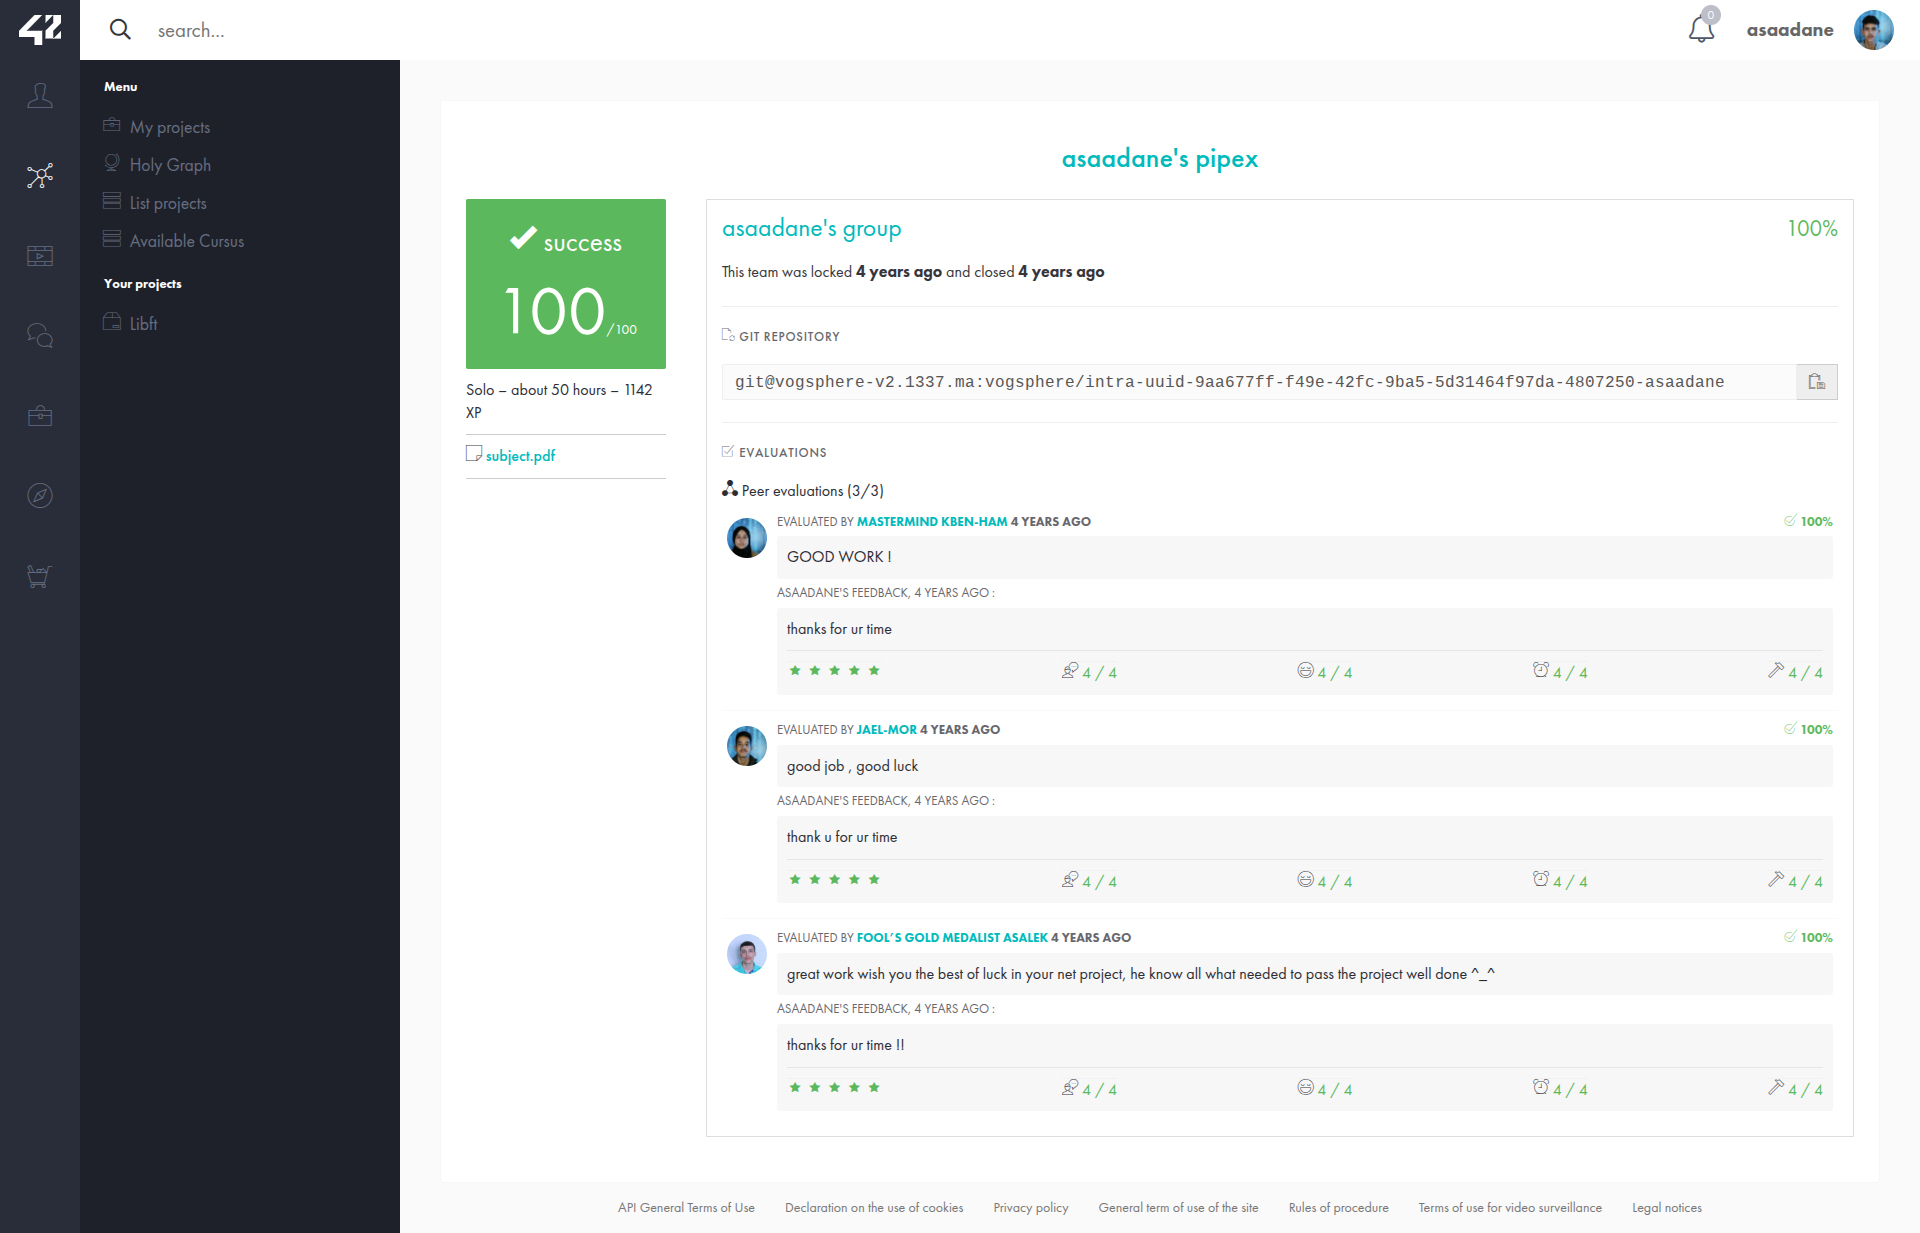 42
search...
0
asaadane
Menu
My projects
Holy Graph
List projects
Available Cursus
Your projects
Libft
asaadane's pipex
success
100/100
Solo – about 50 hours – 1142
XP
subject.pdf
asaadane's group
100%
This team was locked 4 years ago and closed 4 years ago
GIT REPOSITORY
git@vogsphere-v2.1337.ma:vogsphere/intra-uuid-9aa677ff-f49e-42fc-9ba5-5d31464f97da-4807250-asaadane
EVALUATIONS
Peer evaluations (3/3)
EVALUATED BY MASTERMIND KBEN-HAM 4 YEARS AGO 100%
GOOD WORK !
ASAADANE'S FEEDBACK, 4 YEARS AGO :
thanks for ur time
4 / 4 4 / 4 4 / 4 4 / 4
EVALUATED BY JAEL-MOR 4 YEARS AGO 100%
good job , good luck
ASAADANE'S FEEDBACK, 4 YEARS AGO :
thank u for ur time
4 / 4 4 / 4 4 / 4 4 / 4
EVALUATED BY FOOL’S GOLD MEDALIST ASALEK 4 YEARS AGO 100%
great work wish you the best of luck in your net project, he know all what needed to pass the project well done ^_^
ASAADANE'S FEEDBACK, 4 YEARS AGO :
thanks for ur time !!
4 / 4 4 / 4 4 / 4 4 / 4
API General Terms of Use Declaration on the use of cookies Privacy policy General term of use of the site Rules of procedure Terms of use for video surveillance Legal notices